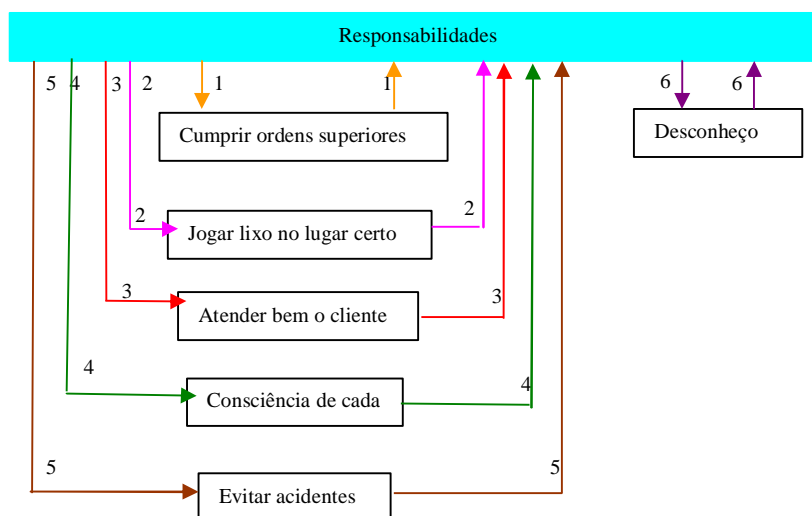 Responsabilidades
5 4 3 2 1 1 6 6
Cumprir ordens superiores
Desconheço
2 2
Jogar lixo no lugar certo
3 3
Atender bem o cliente
4 4
Consciência de cada
5 5
Evitar acidentes